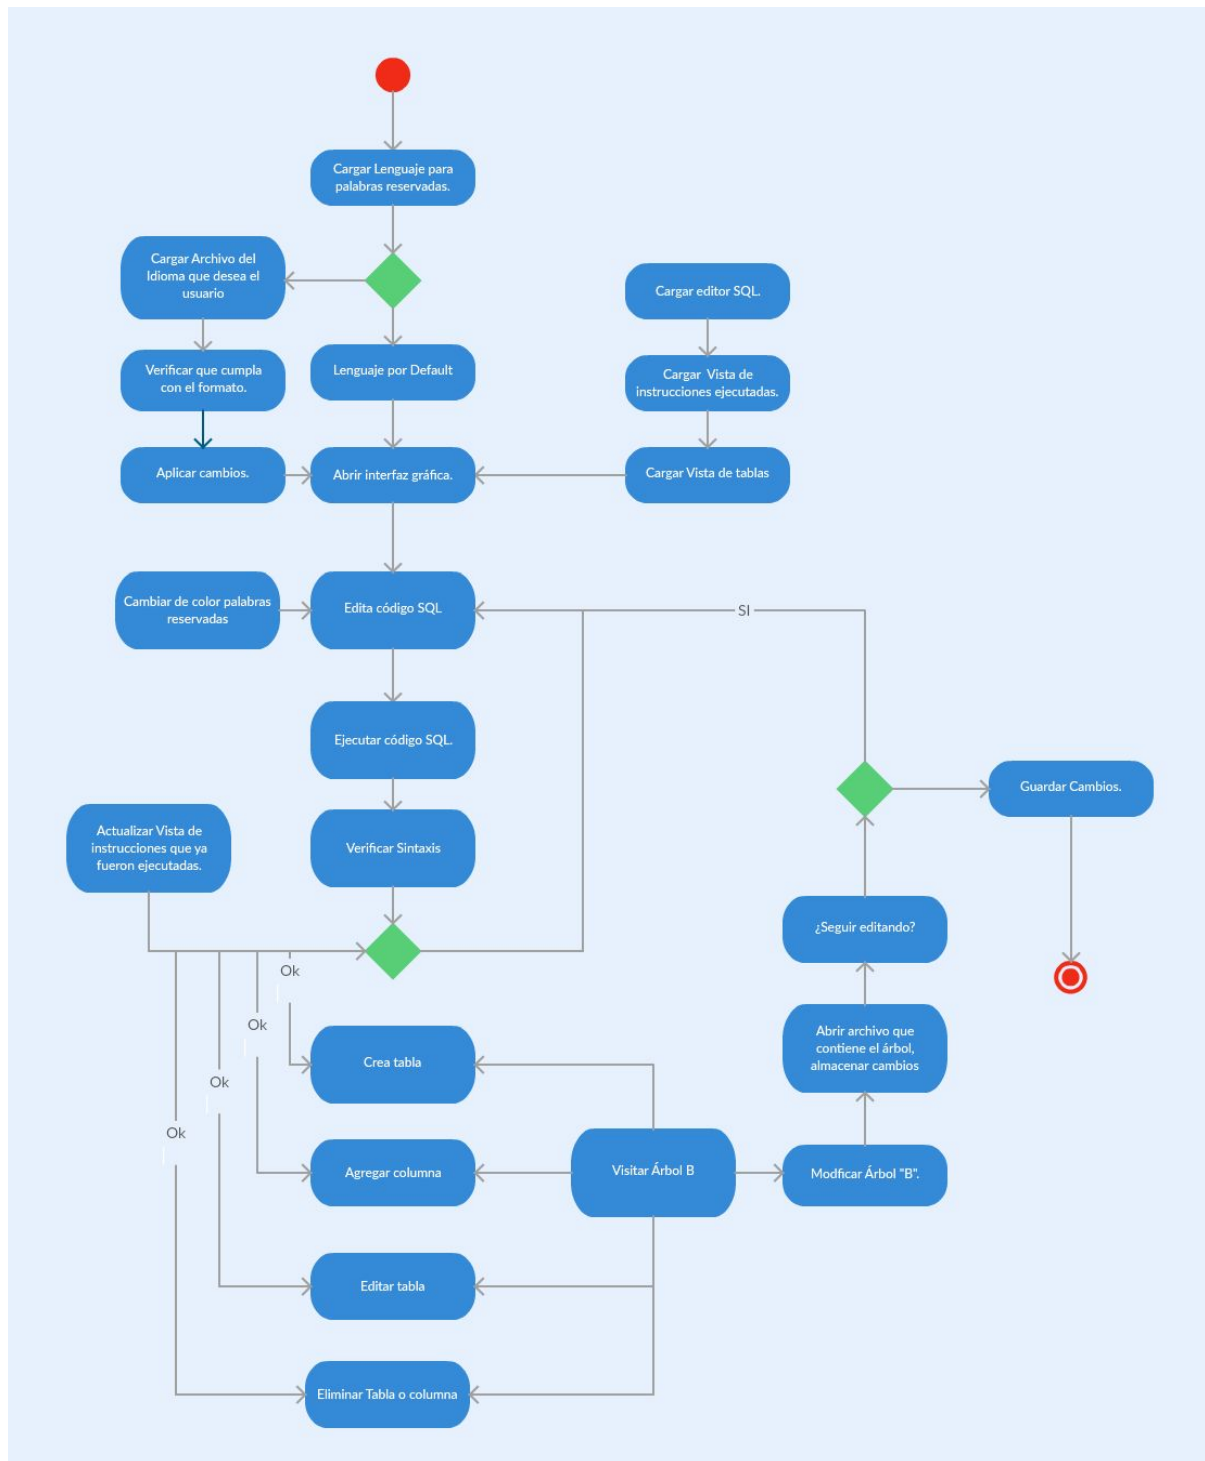 Cargar Lenguaje para
palabras reservadas.
Cargar Archivo del
Idioma que desea el
usuario
Cargar editor SQL.
Verificar que cumpla
con el formato.
Lenguaje por Default
Cargar Vista de
instrucciones ejecutadas.
Aplicar cambios.
Abrir interfaz gráfica.
Cargar Vista de tablas
Cambiar de color palabras
reservadas
Edita código SQL
SI
Ejecutar código SQL.
Guardar Cambios.
Actualizar Vista de
instrucciones que ya
fueron ejecutadas.
Verificar Sintaxis
¿Seguir editando?
Ok
Ok
Ok
Ok
Abrir archivo que
contiene el árbol,
almacenar cambios
Crea tabla
Agregar columna
Visitar Árbol B
Modficar Árbol "B".
Editar tabla
Eliminar Tabla o columna